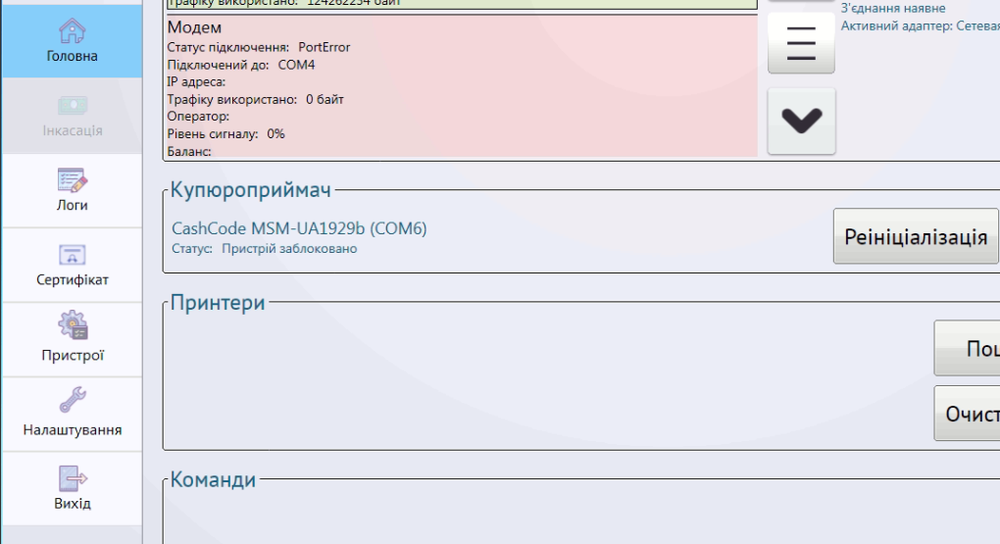 Трафіку використано: 124262254 байт
З'єднання наявне
Активний адаптер: Сетевая
Головна
Інкасація
Логи
Сертифікат
Пристрої
Налаштування
Вихід
Модем
Статус підключення: PortError
Підключений до: COM4
IP адреса:
Трафіку використано: 0 байт
Оператор:
Рівень сигналу: 0%
Баланс:
Купюроприймач
CashCode MSM-UA1929b (COM6)
Статус: Пристрій заблоковано
Реініціалізація
Принтери
Пош
Очист
Команди